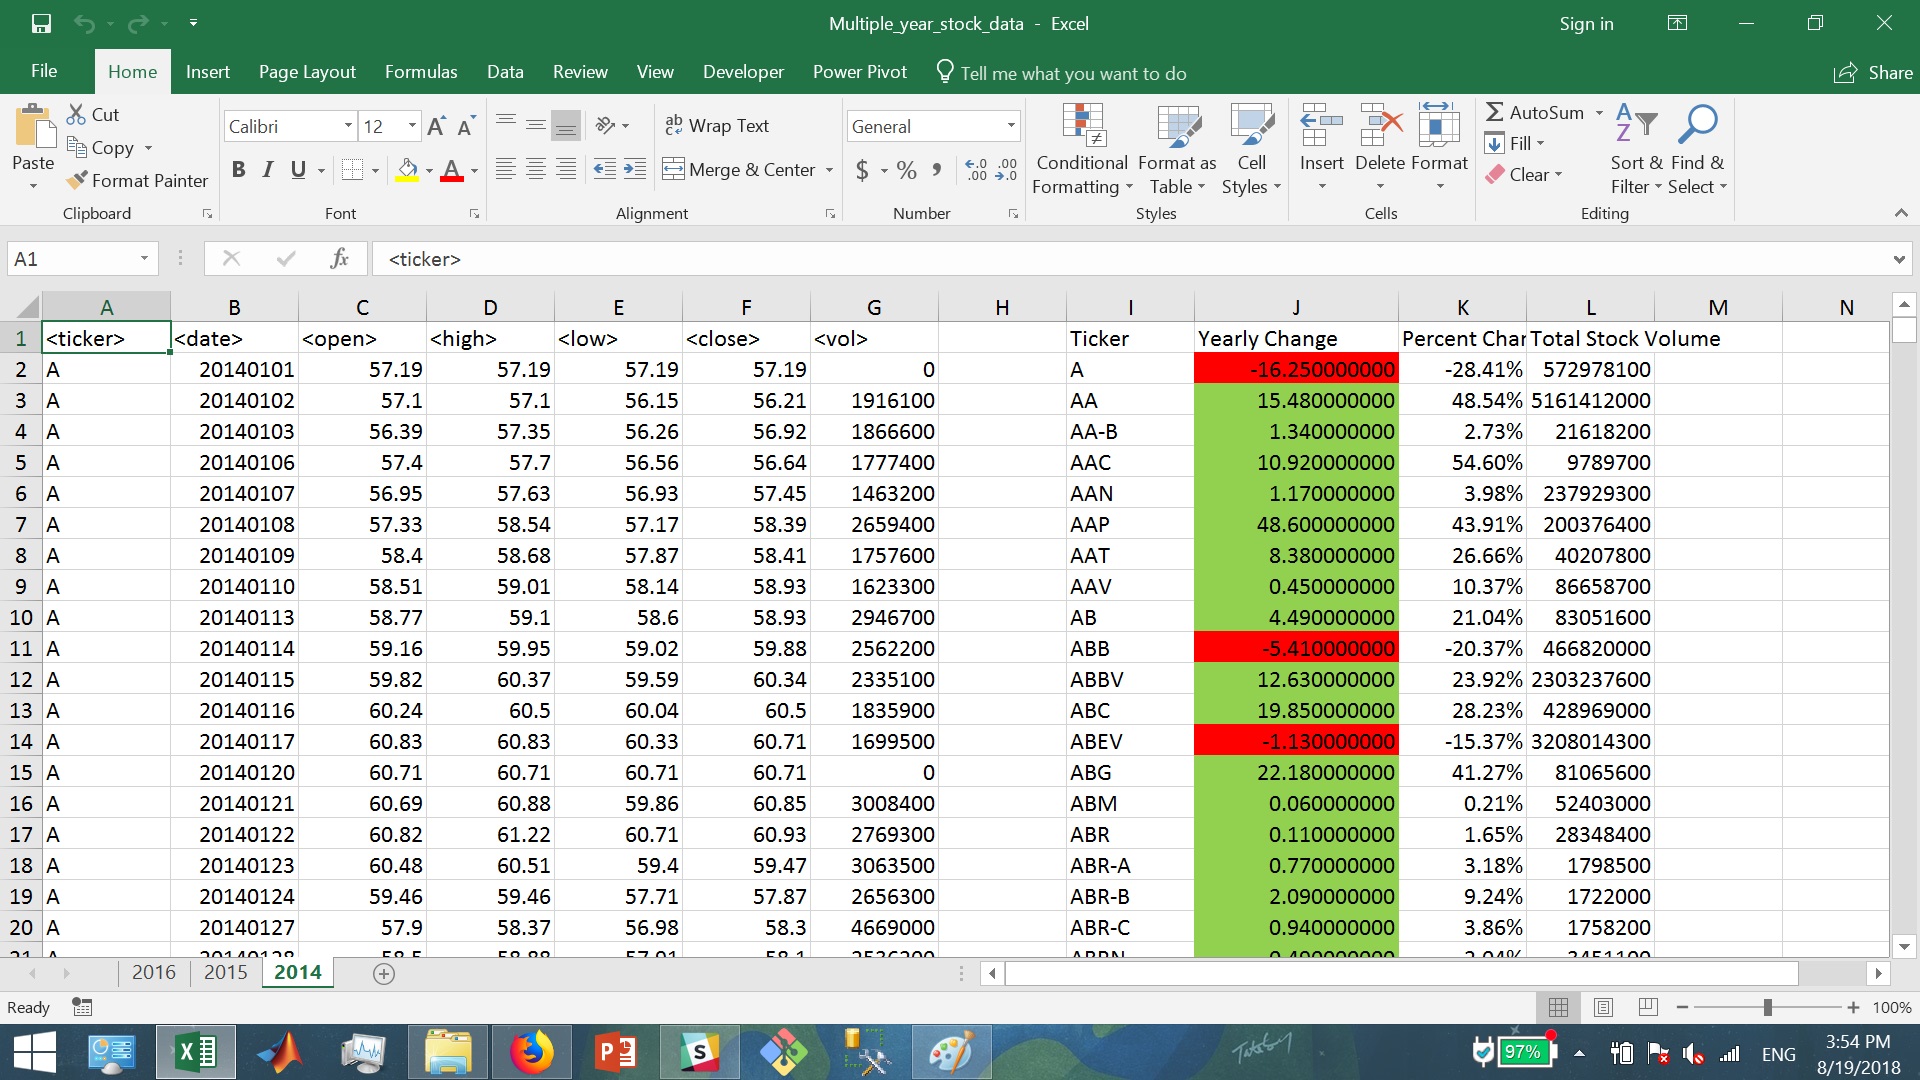 Multiple_year_stock_data - Excel
Sign in
File Home Insert Page Layout Formulas Data Review View Developer Power Pivot Tell me what you want to do Share
Paste
Cut
Copy
Format Painter
Clipboard
Calibri 12
B I U
Font
Wrap Text
Merge & Center
Alignment
General
$ % ,
Number
Conditional Formatting
Format as Table
Cell Styles
Styles
Insert Delete Format
Cells
AutoSum
Fill
Clear
Sort & Filter
Find & Select
Editing
A1 fx <ticker>
A B C D E F G H I J K L M N
1 <ticker> <date> <open> <high> <low> <close> <vol> Ticker Yearly Change Percent Char Total Stock Volume
2 A 20140101 57.19 57.19 57.19 57.19 0 A -16.250000000 -28.41% 572978100
3 A 20140102 57.1 57.1 56.15 56.21 1916100 AA 15.480000000 48.54% 5161412000
4 A 20140103 56.39 57.35 56.26 56.92 1866600 AA-B 1.340000000 2.73% 21618200
5 A 20140106 57.4 57.7 56.56 56.64 1777400 AAC 10.920000000 54.60% 9789700
6 A 20140107 56.95 57.63 56.93 57.45 1463200 AAN 1.170000000 3.98% 237929300
7 A 20140108 57.33 58.54 57.17 58.39 2659400 AAP 48.600000000 43.91% 200376400
8 A 20140109 58.4 58.68 57.87 58.41 1757600 AAT 8.380000000 26.66% 40207800
9 A 20140110 58.51 59.01 58.14 58.93 1623300 AAV 0.450000000 10.37% 86658700
10 A 20140113 58.77 59.1 58.6 58.93 2946700 AB 4.490000000 21.04% 83051600
11 A 20140114 59.16 59.95 59.02 59.88 2562200 ABB -5.410000000 -20.37% 466820000
12 A 20140115 59.82 60.37 59.59 60.34 2335100 ABBV 12.630000000 23.92% 2303237600
13 A 20140116 60.24 60.5 60.04 60.5 1835900 ABC 19.850000000 28.23% 428969000
14 A 20140117 60.83 60.83 60.33 60.71 1699500 ABEV -1.130000000 -15.37% 3208014300
15 A 20140120 60.71 60.71 60.71 60.71 0 ABG 22.180000000 41.27% 81065600
16 A 20140121 60.69 60.88 59.86 60.85 3008400 ABM 0.060000000 0.21% 52403000
17 A 20140122 60.82 61.22 60.71 60.93 2769300 ABR 0.110000000 1.65% 28348400
18 A 20140123 60.48 60.51 59.4 59.47 3063500 ABR-A 0.770000000 3.18% 1798500
19 A 20140124 59.46 59.46 57.71 57.87 2656300 ABR-B 2.090000000 9.24% 1722000
20 A 20140127 57.9 58.37 56.98 58.3 4669000 ABR-C 0.940000000 3.86% 1758200
2016 2015 2014
Ready 100%
97% ENG
3:54 PM
8/19/2018